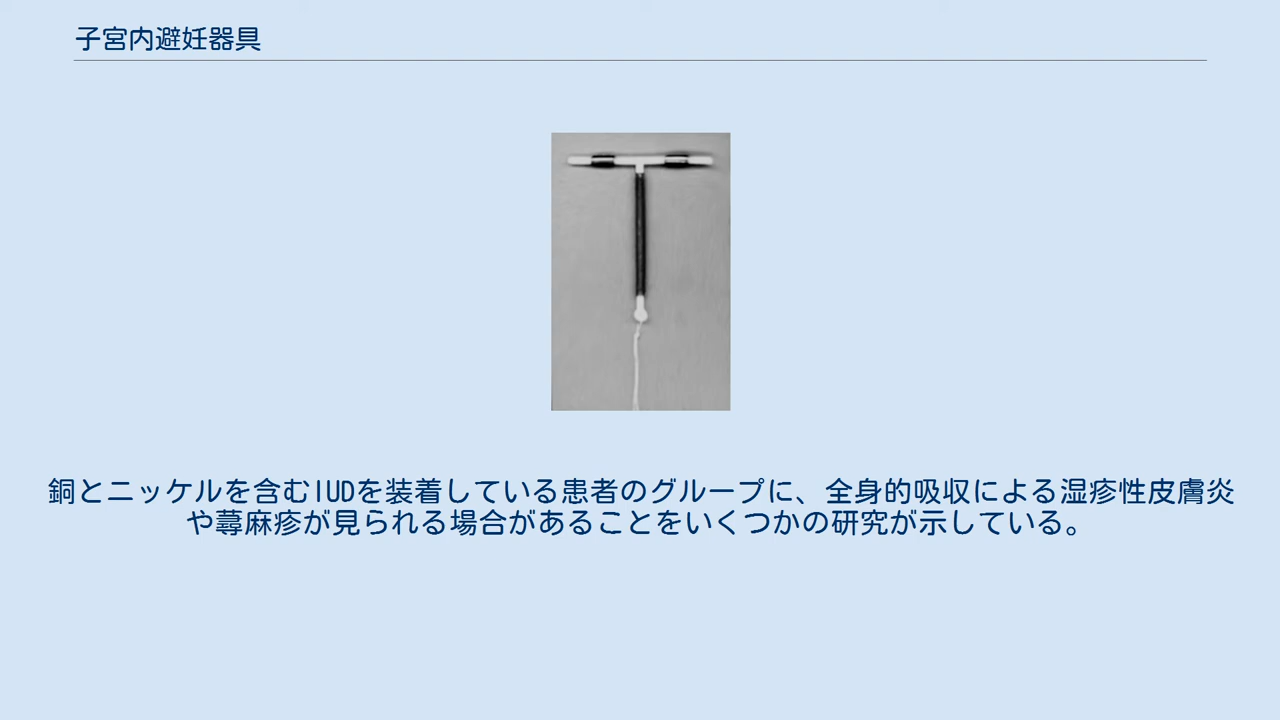 子宮内避妊器具
銅とニッケルを含むIUDを装着している患者のグループに、全身的吸収による湿疹性皮膚炎
や蕁麻疹が見られる場合があることをいくつかの研究が示している。